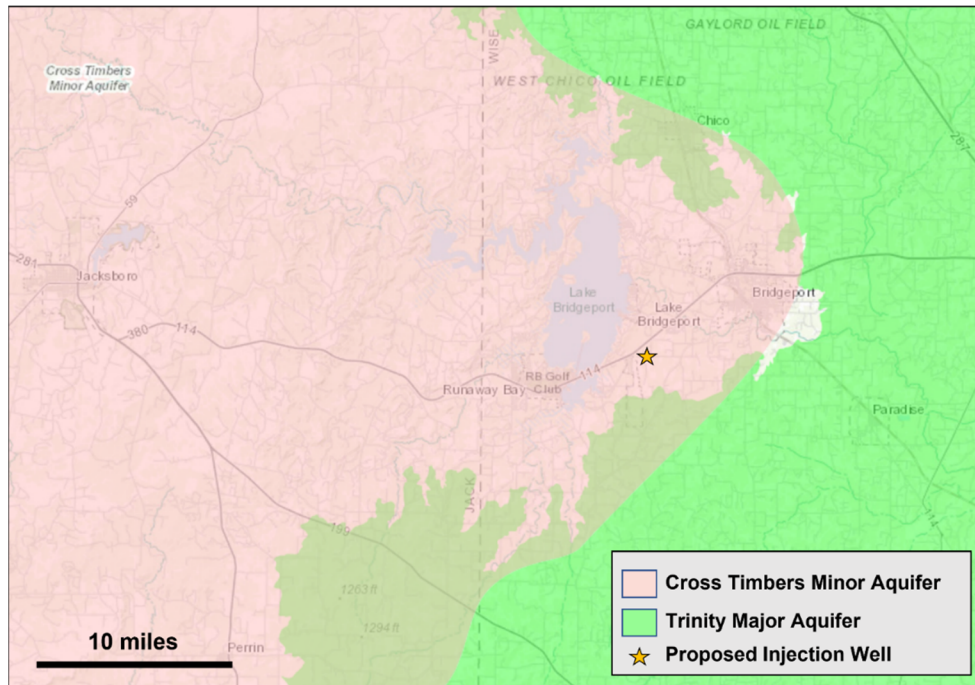 GAYLORD OIL FIELD
WISE
Cross Timbers
Minor Aquifer
WEST CHICO OIL FIELD
Chico
287
59
281
Jacksboro
Lake
Bridgeport
Lake
Bridgeport
Bridgeport
380
114
114
RB Golf
Club
Runaway Bay
Paradise
JACK
199
114
1263 ft
1294 ft
Perrin
10 miles
Cross Timbers Minor Aquifer
Trinity Major Aquifer
Proposed Injection Well